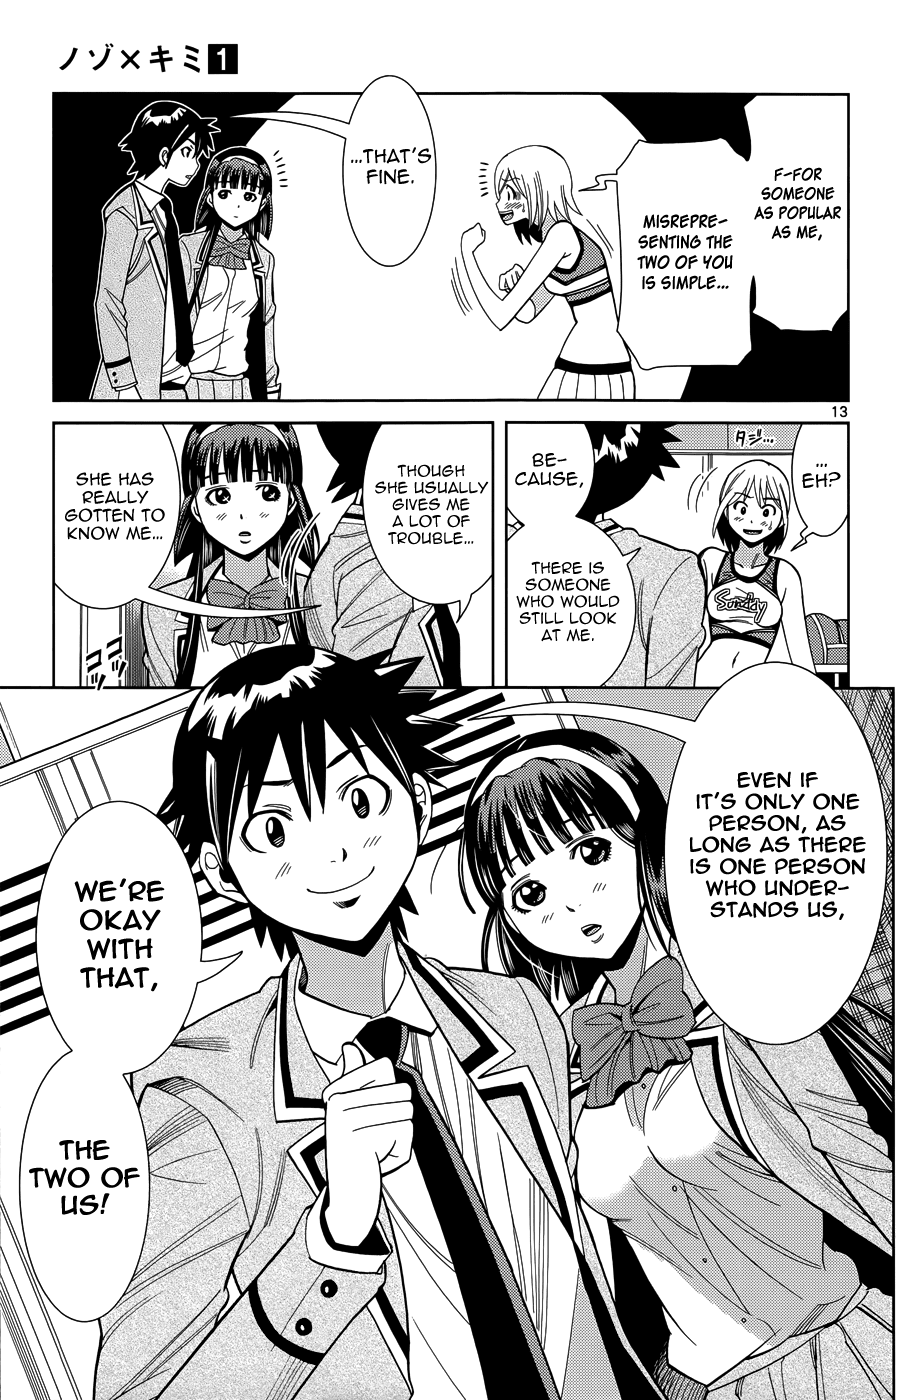 ノゾ×キミ1
F-FOR
SOMEONE
AS POPULAR
AS ME,
MISREPRE-
SENTING THE
TWO OF YOU
IS SIMPLE...
...THAT'S
FINE.
13
...
EH?
タジ...
BE-
CAUSE,
THERE IS
SOMEONE
WHO WOULD
STILL LOOK
AT ME.
Sunday
THOUGH
SHE USUALLY
GIVES ME
A LOT OF
TROUBLE...
SHE HAS
REALLY
GOTTEN TO
KNOW ME...
EVEN IF
IT'S ONLY ONE
PERSON, AS
LONG AS THERE
IS ONE PERSON
WHO UNDER-
STANDS US,
WE'RE
OKAY
WITH
THAT,
THE
TWO OF
US!